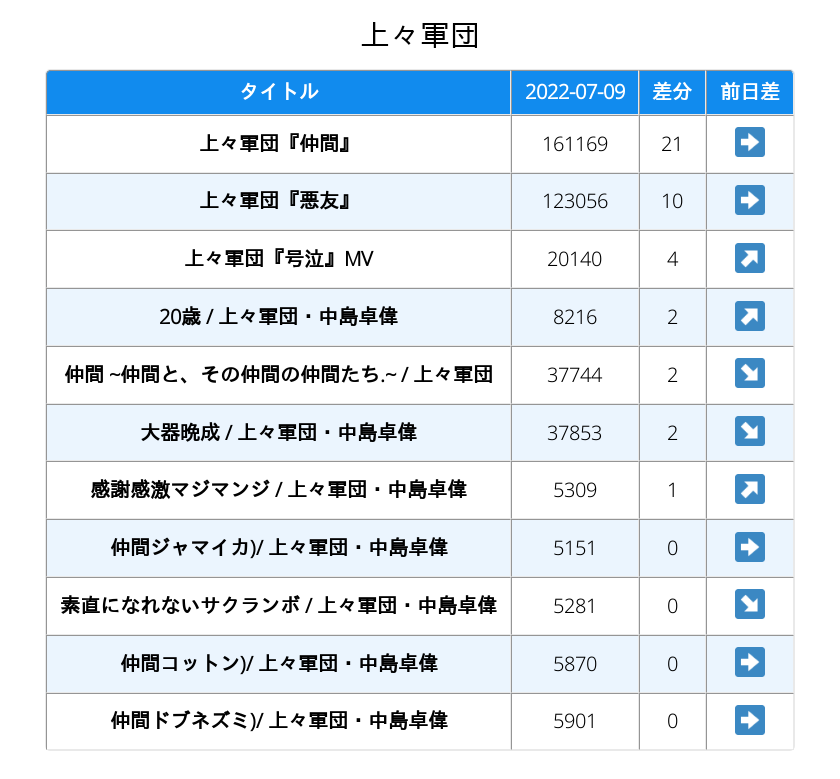 上々軍団
タイトル 2022-07-09 差分 前日差
上々軍団『仲間』 161169 21 ➡
上々軍団『悪友』 123056 10 ➡
上々軍団『号泣』MV 20140 4 ↗
20歳 / 上々軍団・中島卓偉 8216 2 ↗
仲間 ~仲間と、その仲間の仲間たち.~ / 上々軍団 37744 2 ↘
大器晩成 / 上々軍団・中島卓偉 37853 2 ↘
感謝感激マジマンジ / 上々軍団・中島卓偉 5309 1 ↗
仲間ジャマイカ)/ 上々軍団・中島卓偉 5151 0 ➡
素直になれないサクランボ / 上々軍団・中島卓偉 5281 0 ↘
仲間コットン)/ 上々軍団・中島卓偉 5870 0 ➡
仲間ドブネズミ)/ 上々軍団・中島卓偉 5901 0 ➡